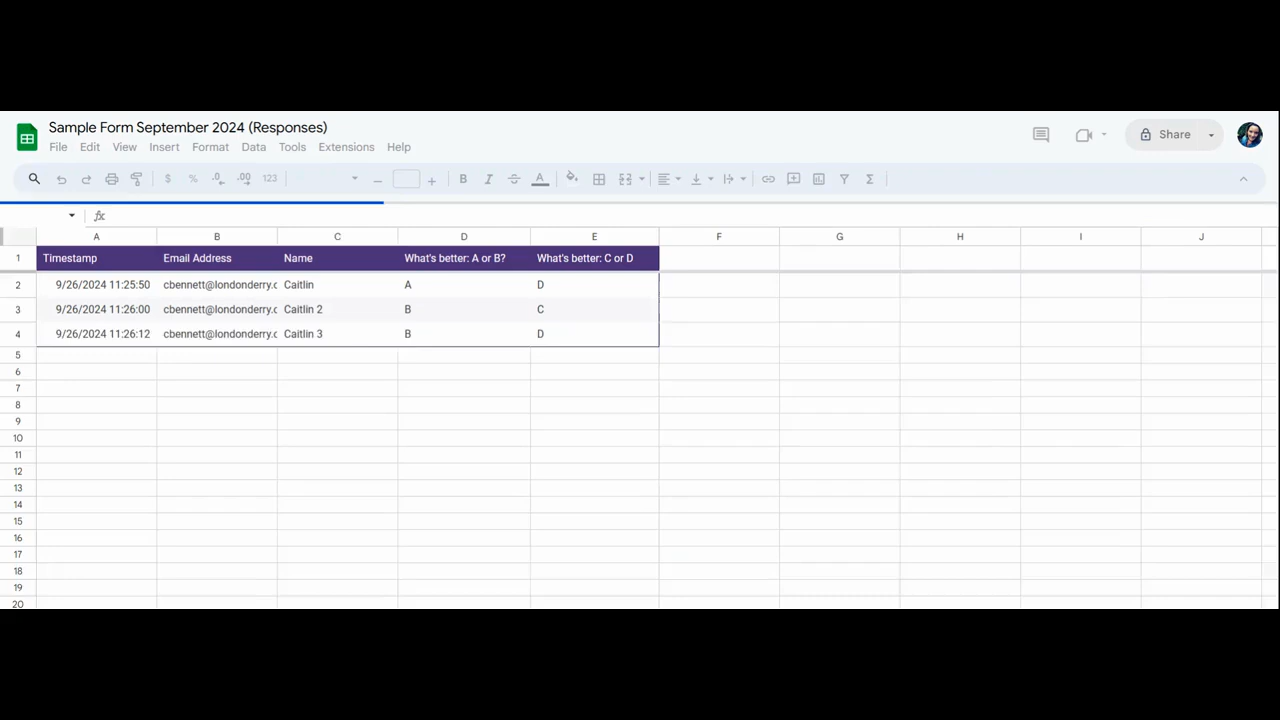 Sample Form September 2024 (Responses)
File Edit View Insert Format Data Tools Extensions Help
Share
$ % .0 .00 123 B I S A Σ
fx
A B C D E F G H I J
1 Timestamp Email Address Name What's better: A or B? What's better: C or D
2 9/26/2024 11:25:50 cbennett@londonderry.c Caitlin A D
3 9/26/2024 11:26:00 cbennett@londonderry.c Caitlin 2 B C
4 9/26/2024 11:26:12 cbennett@londonderry.c Caitlin 3 B D
5
6
7
8
9
10
11
12
13
14
15
16
17
18
19
20